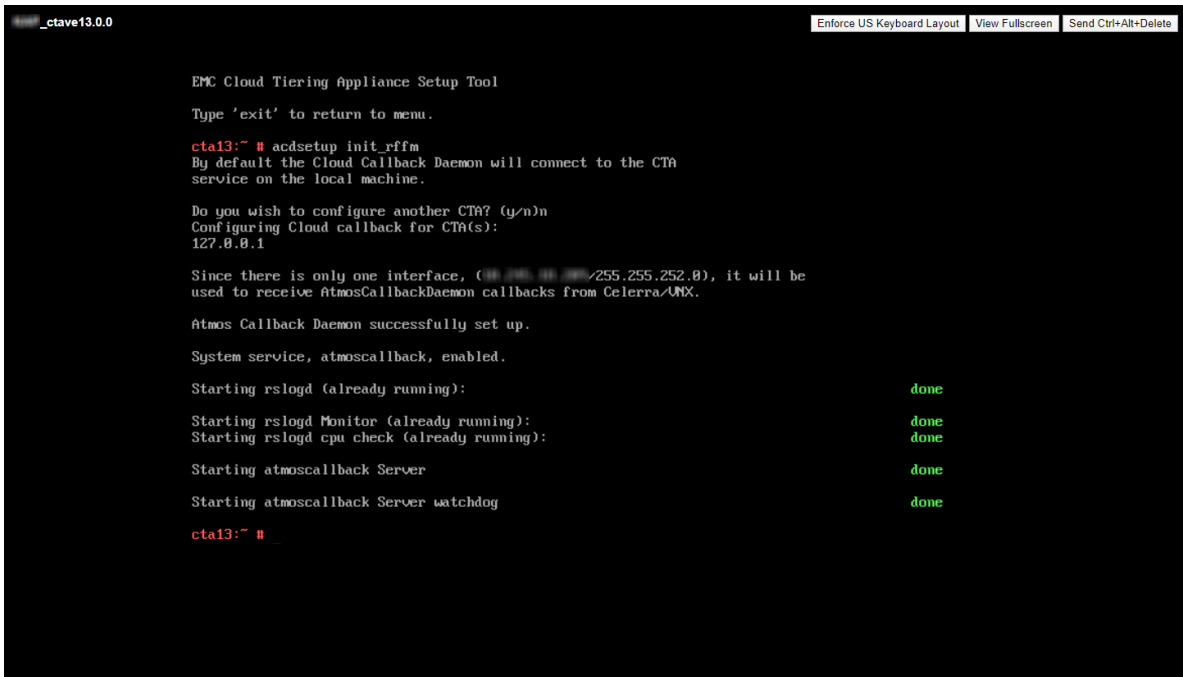 _ctave13.0.0
Enforce US Keyboard Layout View Fullscreen Send Ctrl+Alt+Delete
EMC Cloud Tiering Appliance Setup Tool
Type 'exit' to return to menu.
cta13:~ # acdsetup init_rffm
By default the Cloud Callback Daemon will connect to the CTA
service on the local machine.
Do you wish to configure another CTA? (y/n)n
Configuring Cloud callback for CTA(s):
127.0.0.1
Since there is only one interface, ( /255.255.252.0), it will be
used to receive AtmosCallbackDaemon callbacks from Celerra/VNX.
Atmos Callback Daemon successfully set up.
System service, atmoscallback, enabled.
Starting rslogd (already running): done
Starting rslogd Monitor (already running): done
Starting rslogd cpu check (already running): done
Starting atmoscallback Server done
Starting atmoscallback Server watchdog done
cta13:~ # _